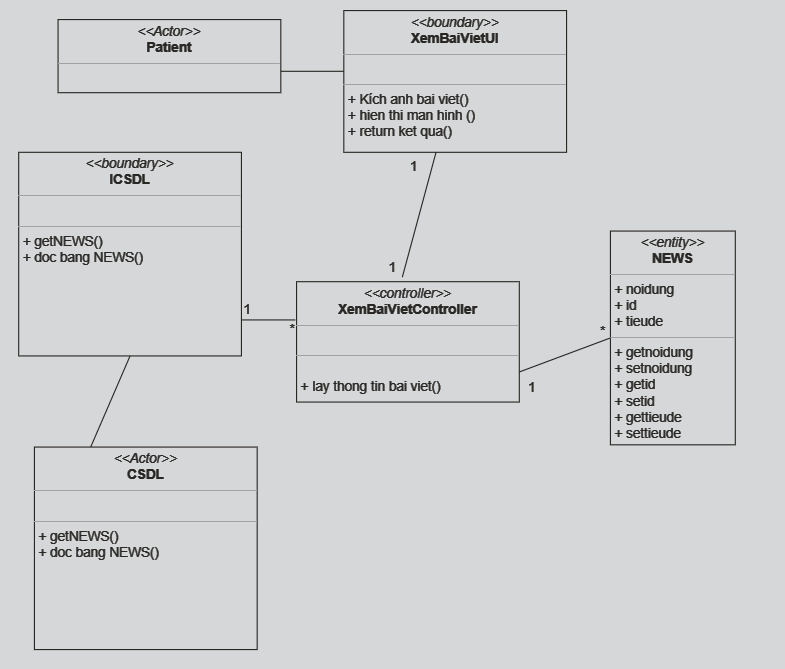 <<Actor>>
Patient
<<boundary>>
XemBaiVietUI
+ Kích anh bai viet()
+ hien thi man hinh ()
+ return ket qua()
1
<<boundary>>
ICSDL
+ getNEWS()
+ doc bang NEWS()
1
*
1
<<controller>>
XemBaiVietController
+ lay thong tin bai viet()
1
*
<<entity>>
NEWS
+ noidung
+ id
+ tieude
+ getnoidung
+ setnoidung
+ getid
+ setid
+ gettieude
+ settieude
<<Actor>>
CSDL
+ getNEWS()
+ doc bang NEWS()